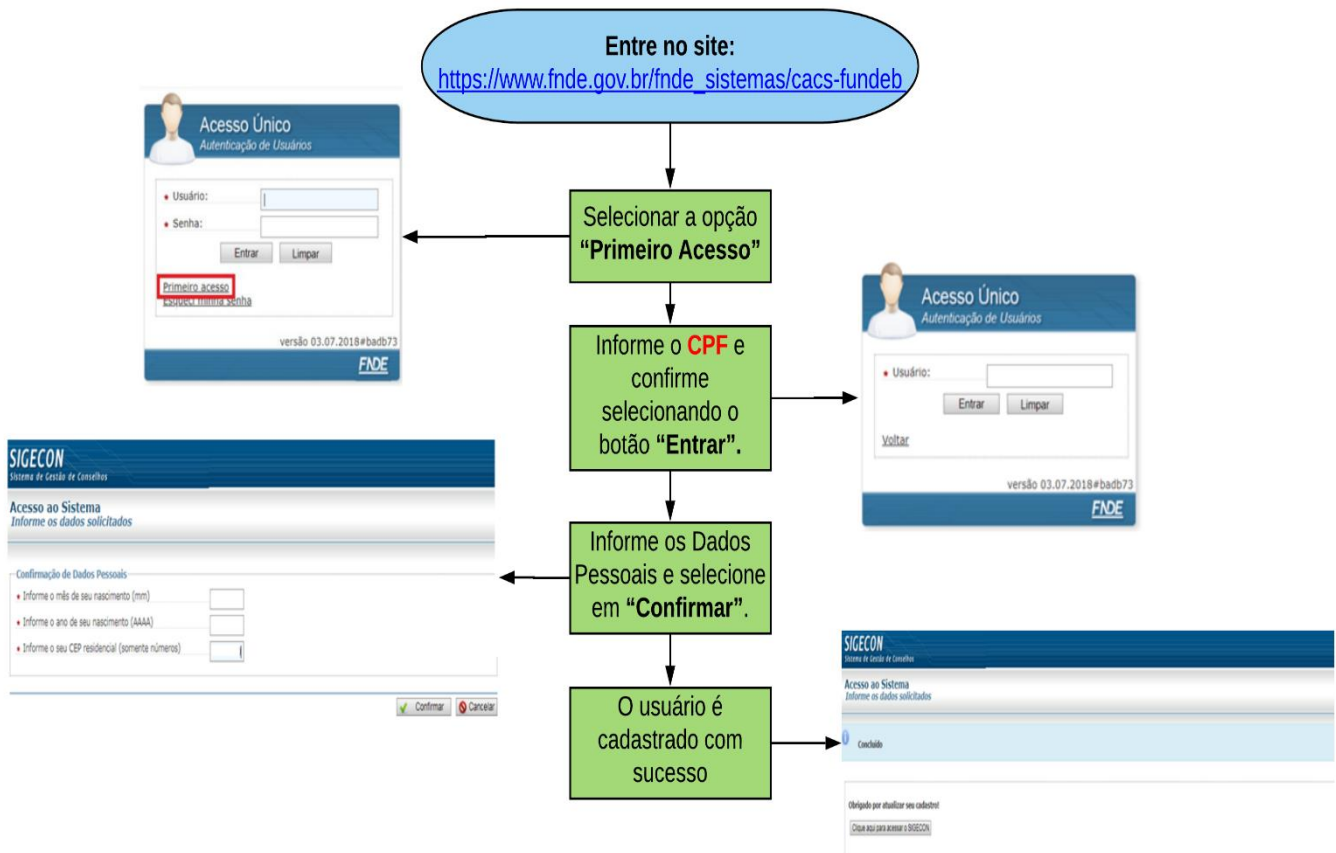 Entre no site:
https://www.fnde.gov.br/fnde_sistemas/cacs-fundeb
Acesso Único
Autenticação de Usuários
• Usuário:
• Senha:
Entrar Limpar
Primeiro acesso
Esqueci minha senha
versão 03.07.2018#badb73
FNDE
Selecionar a opção
“Primeiro Acesso”
Informe o CPF e
confirme
selecionando o
botão “Entrar”.
Acesso Único
Autenticação de Usuários
• Usuário:
Entrar Limpar
Voltar
versão 03.07.2018#badb73
FNDE
SIGECON
Sistema de Gestão de Conselhos
Acesso ao Sistema
Informe os dados solicitados
Confirmação de Dados Pessoais
• Informe o mês de seu nascimento (mm)
• Informe o ano de seu nascimento (AAAA)
• Informe o seu CEP residencial (somente números)
Confirmar Cancelar
Informe os Dados
Pessoais e selecione
em “Confirmar”.
O usuário é
cadastrado com
sucesso
SIGECON
Sistema de Gestão de Conselhos
Acesso ao Sistema
Informe os dados solicitados
Concluído
Obrigado por atualizar seu cadastro!
Clique aqui para acessar o SIGECON